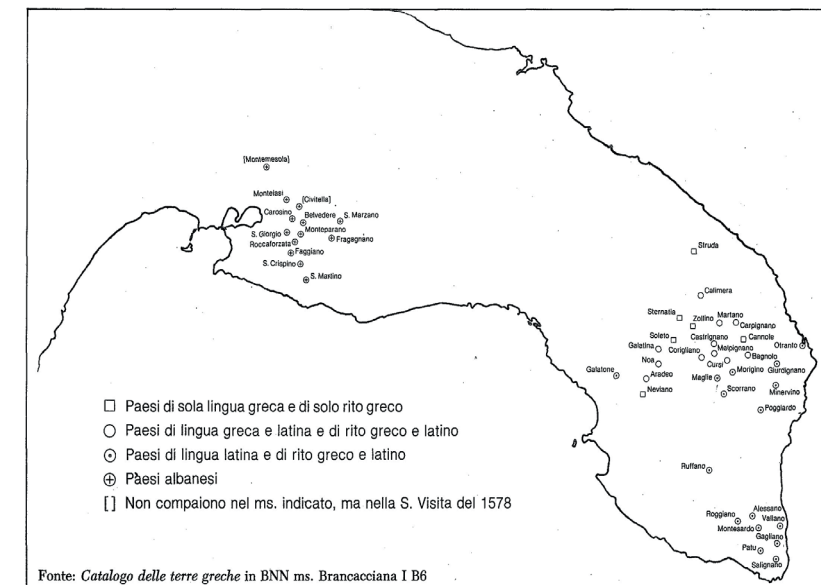 [Montemesola]
Monteiasi
[Civitella]
Carosino
Belvedere
S. Marzano
S. Giorgio
Monteparano
Roccaforzata
Fragagnano
Faggiano
S. Crispino
S. Martino
Struda
Calimera
Sternatia
Zollino
Martano
Carpignano
Soleto
Castrignano
Cannole
Otranto
Galatina
Corigliano
Melpignano
Bagnolo
Noa
Cursi
Giurdignano
Galatone
Aradeo
Morigino
Maglie
Neviano
Scorrano
Minervino
Poggiardo
Ruffano
Alessano
Roggiano
Vallano
Montesardo
Gagliano
Patu
Salignano
Paesi di sola lingua greca e di solo rito greco
Paesi di lingua greca e latina e di rito greco e latino
Paesi di lingua latina e di rito greco e latino
Paesi albanesi
[ ] Non compaiono nel ms. indicato, ma nella S. Visita del 1578
Fonte: Catalogo delle terre greche in BNN ms. Brancacciana I B6